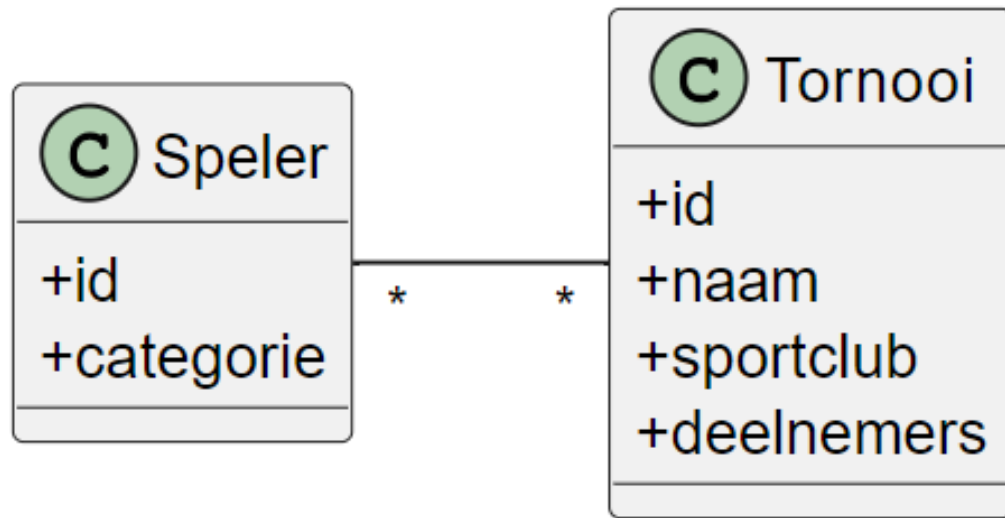 C Speler
+id
+categorie
* *
C Tornooi
+id
+naam
+sportclub
+deelnemers